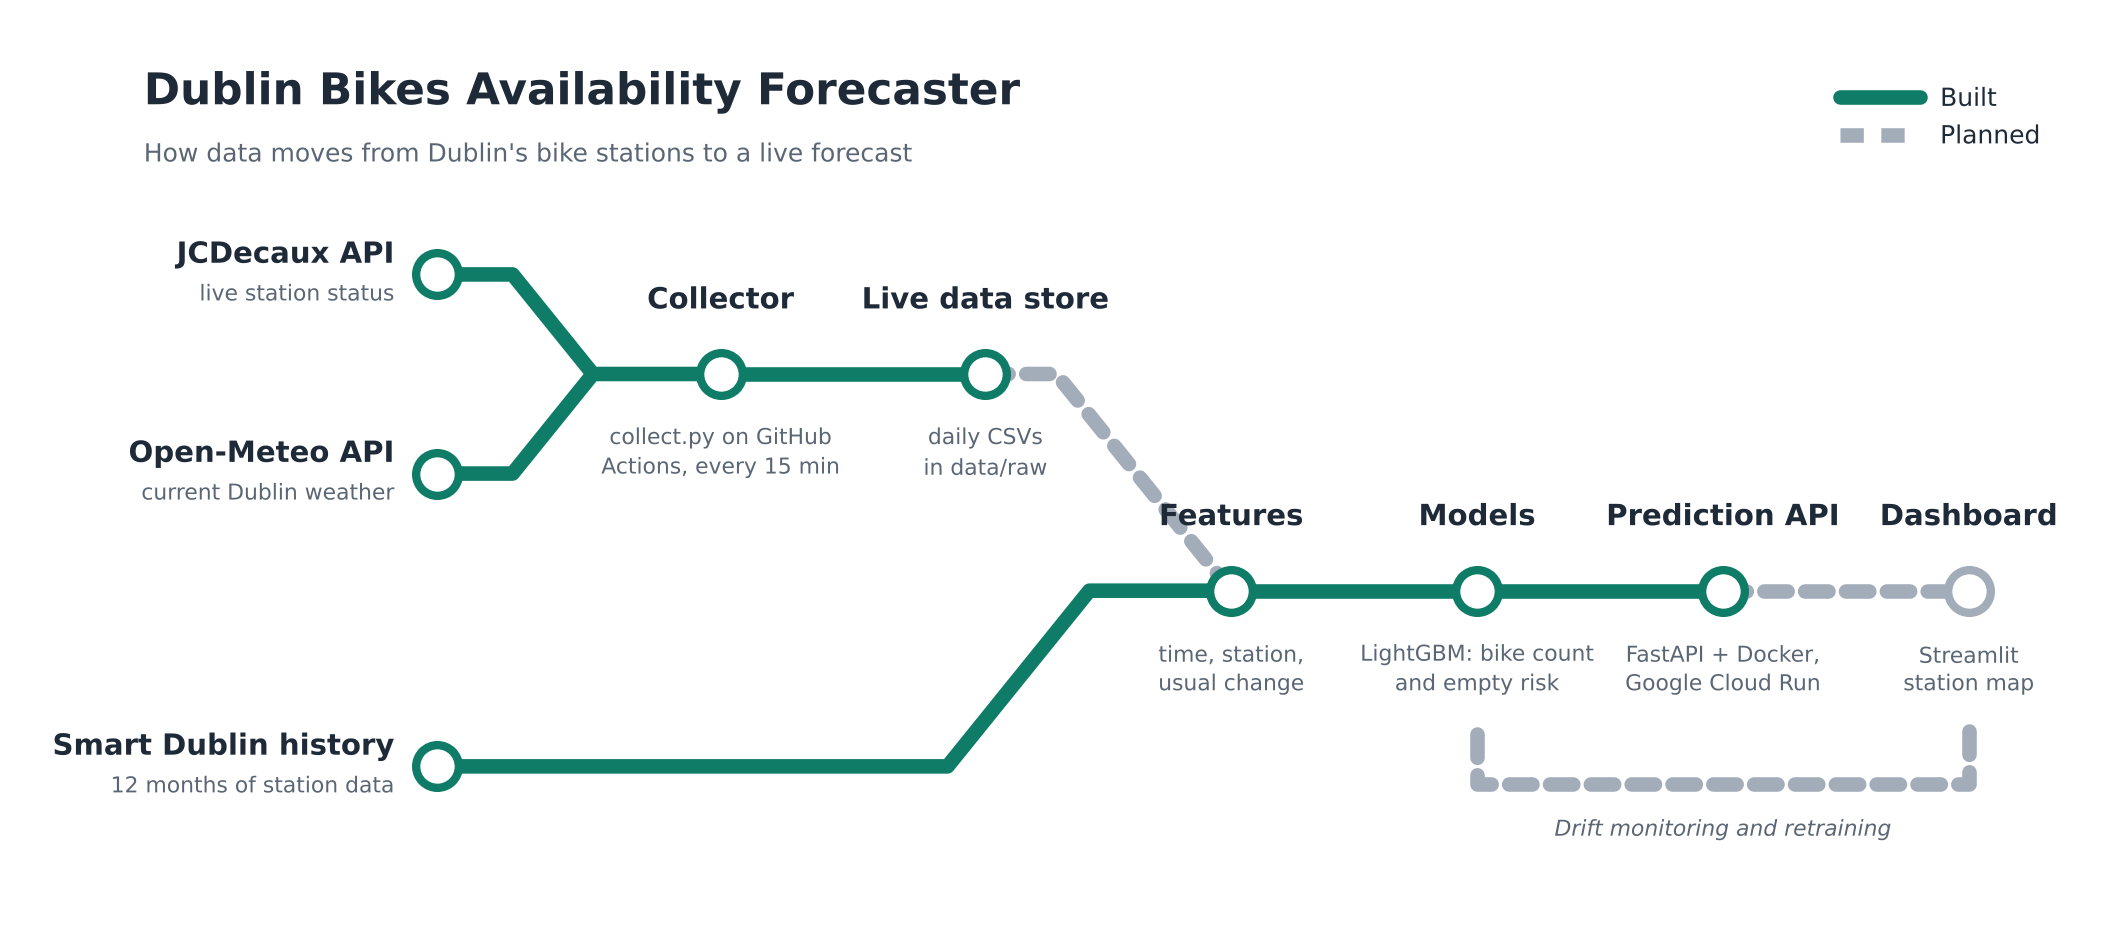 Dublin Bikes Availability Forecaster
How data moves from Dublin's bike stations to a live forecast
Built
Planned
JCDecaux API
live station status
Open-Meteo API
current Dublin weather
Collector
collect.py on GitHub
Actions, every 15 min
Live data store
daily CSVs
in data/raw
Smart Dublin history
12 months of station data
Features
time, station,
usual change
Models
LightGBM: bike count
and empty risk
Prediction API
FastAPI + Docker,
Google Cloud Run
Dashboard
Streamlit
station map
Drift monitoring and retraining